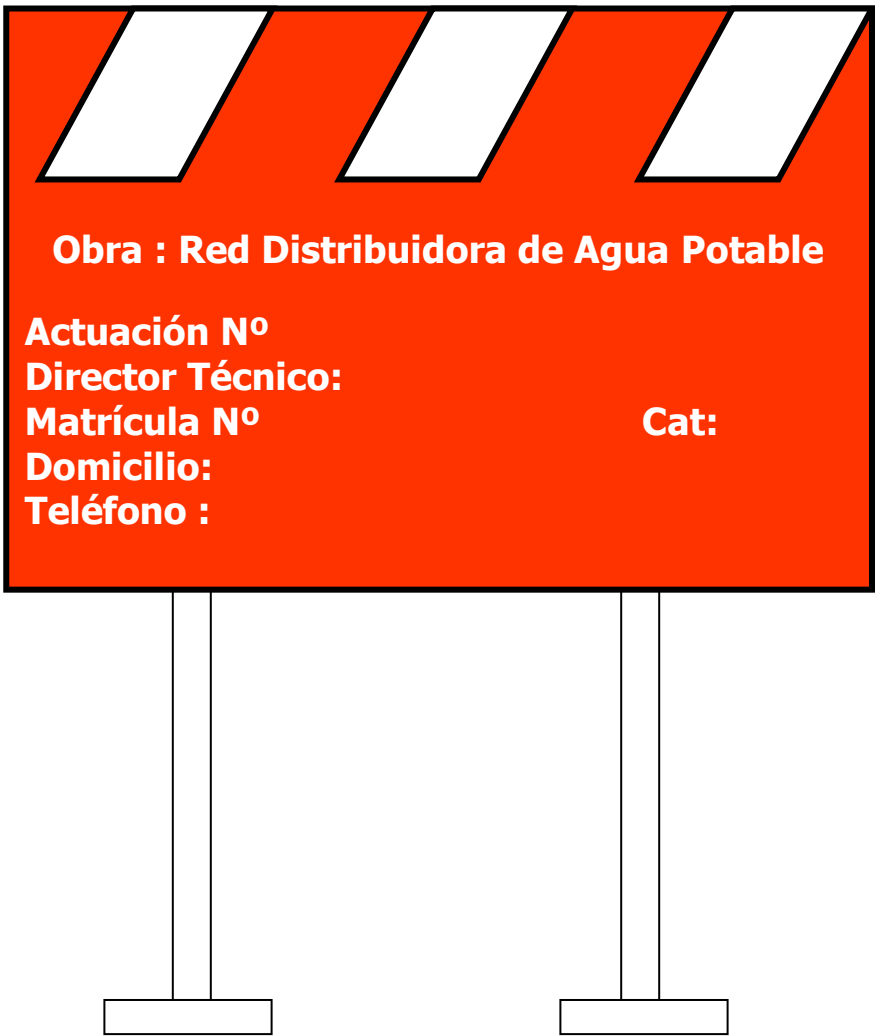 Obra : Red Distribuidora de Agua Potable
Actuación Nº
Director Técnico:
Matrícula Nº Cat:
Domicilio:
Teléfono :